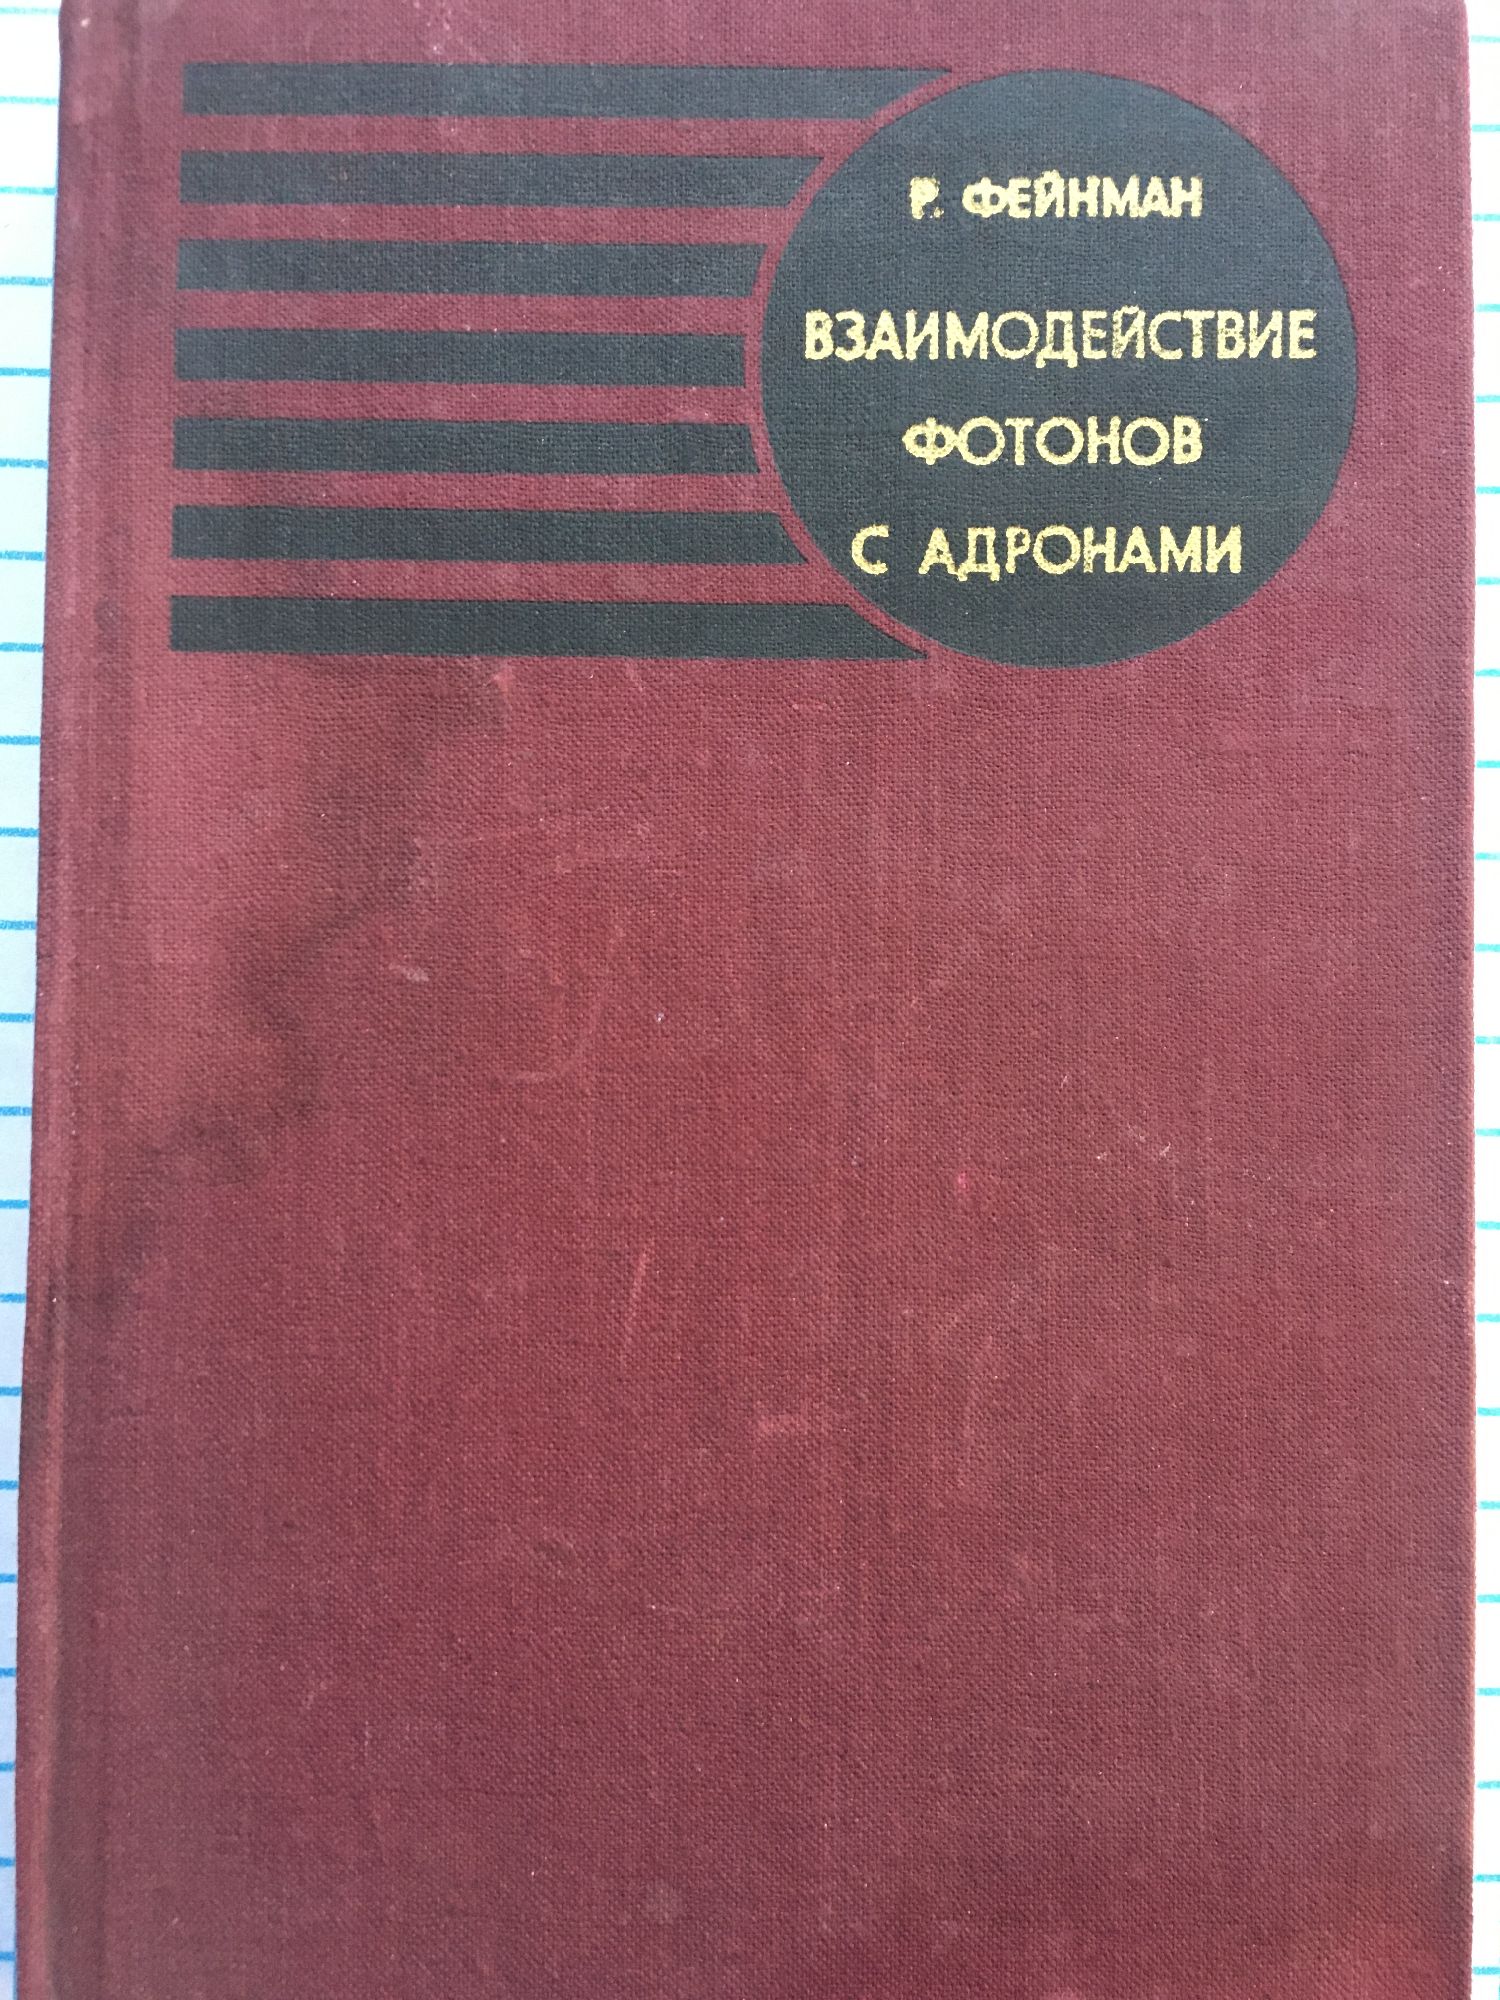 Р. ФЕЙНМАН
ВЗАИМОДЕЙСТВИЕ
ФОТОНОВ
С АДРОНАМИ